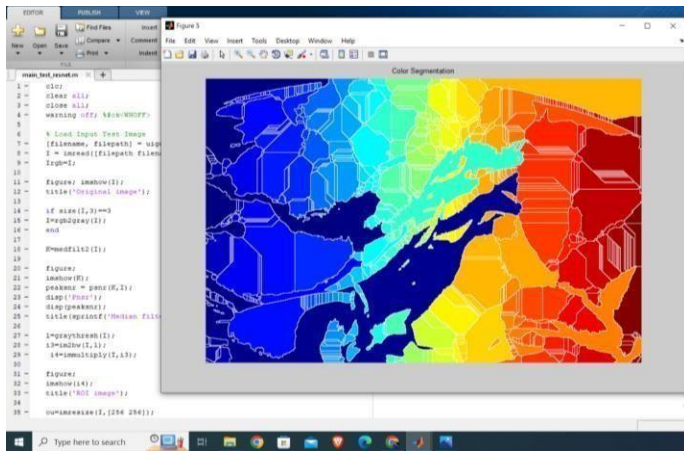 EDITOR PUBLISH VIEW
New Open Save
Find Files
Compare
Print
Insert
Comment
Indent
FILE
main_test_resnet.m
1 clc;
2 clear all;
3 close all;
4 warning off;
5
6 % Load Input Test Image
7 [filename, filepath] = uige
8 I = imread([filepath filena
9 Irgb=I;
10
11 figure; imshow(I);
12 title('Original image');
13
14 if size(I,3)==3
15 I=rgb2gray(I);
16 end
17
18 K=medfilt2(I);
19
20 figure;
21 imshow(K);
22 peaksnr = psnr(K,I);
23 disp('Pnsr');
24 disp(peaksnr);
25 title(sprintf('Median filt
26
27 l=graythresh(I);
28 i3=im2bw(I,l);
29 i4=immultiply(I,i3);
30
31 figure;
32 imshow(i4);
33 title('ROI image');
34
35 ou=imresize(I,[256 256]);
Figure 5
File Edit View Insert Tools Desktop Window Help
Color Segmentation
Type here to search